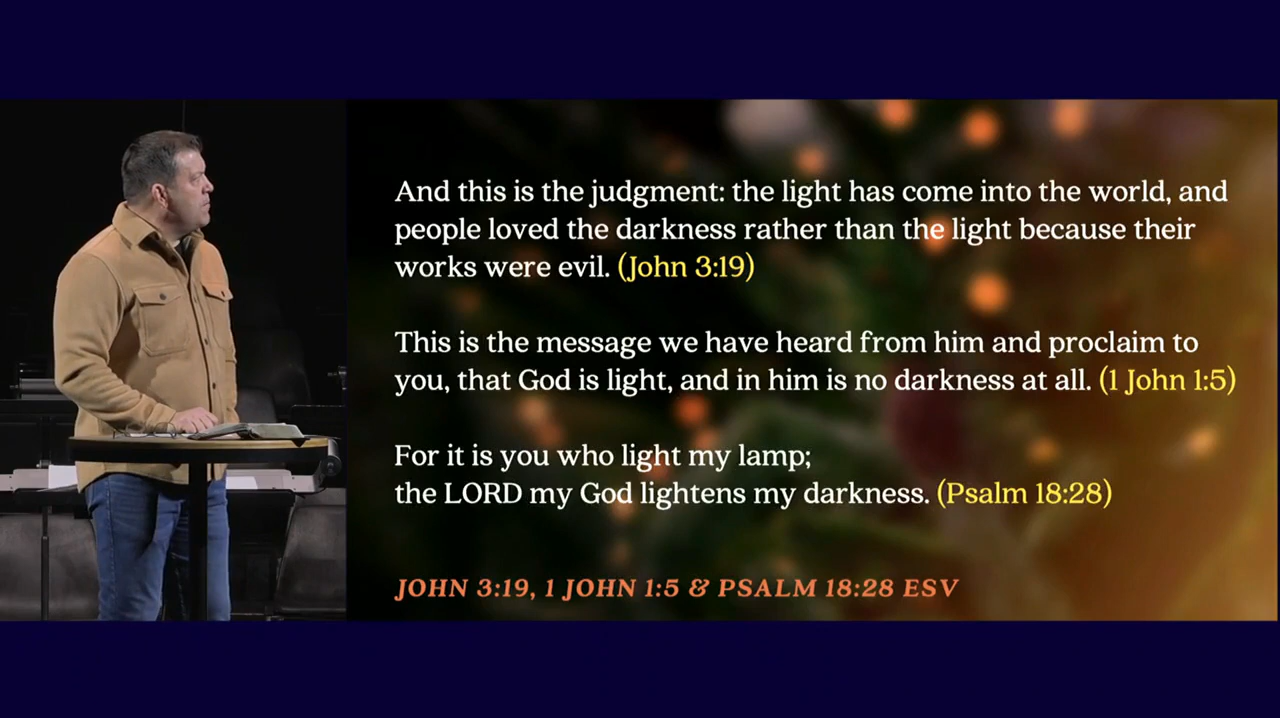 And this is the judgment: the light has come into the world, and
people loved the darkness rather than the light because their
works were evil. (John 3:19)
This is the message we have heard from him and proclaim to
you, that God is light, and in him is no darkness at all. (1 John 1:5)
For it is you who light my lamp;
the LORD my God lightens my darkness. (Psalm 18:28)
JOHN 3:19, 1 JOHN 1:5 & PSALM 18:28 ESV